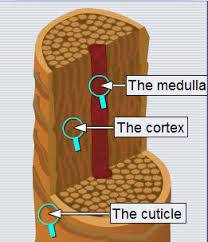 The medulla
The cortex
The cuticle